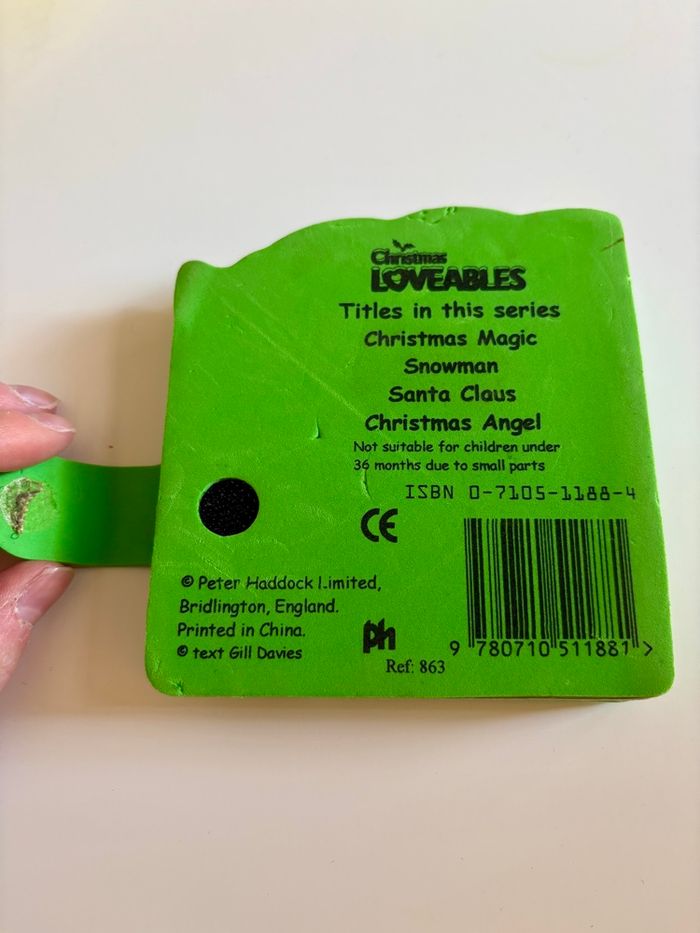 Christmas
LOVEABLES
Titles in this series
Christmas Magic
Snowman
Santa Claus
Christmas Angel
Not suitable for children under
36 months due to small parts
ISBN 0-7105-1188-4
CE
© Peter Haddock Limited,
Bridlington, England.
Printed in China.
© text Gill Davies
ph
Ref: 863
9 780710 511881 >